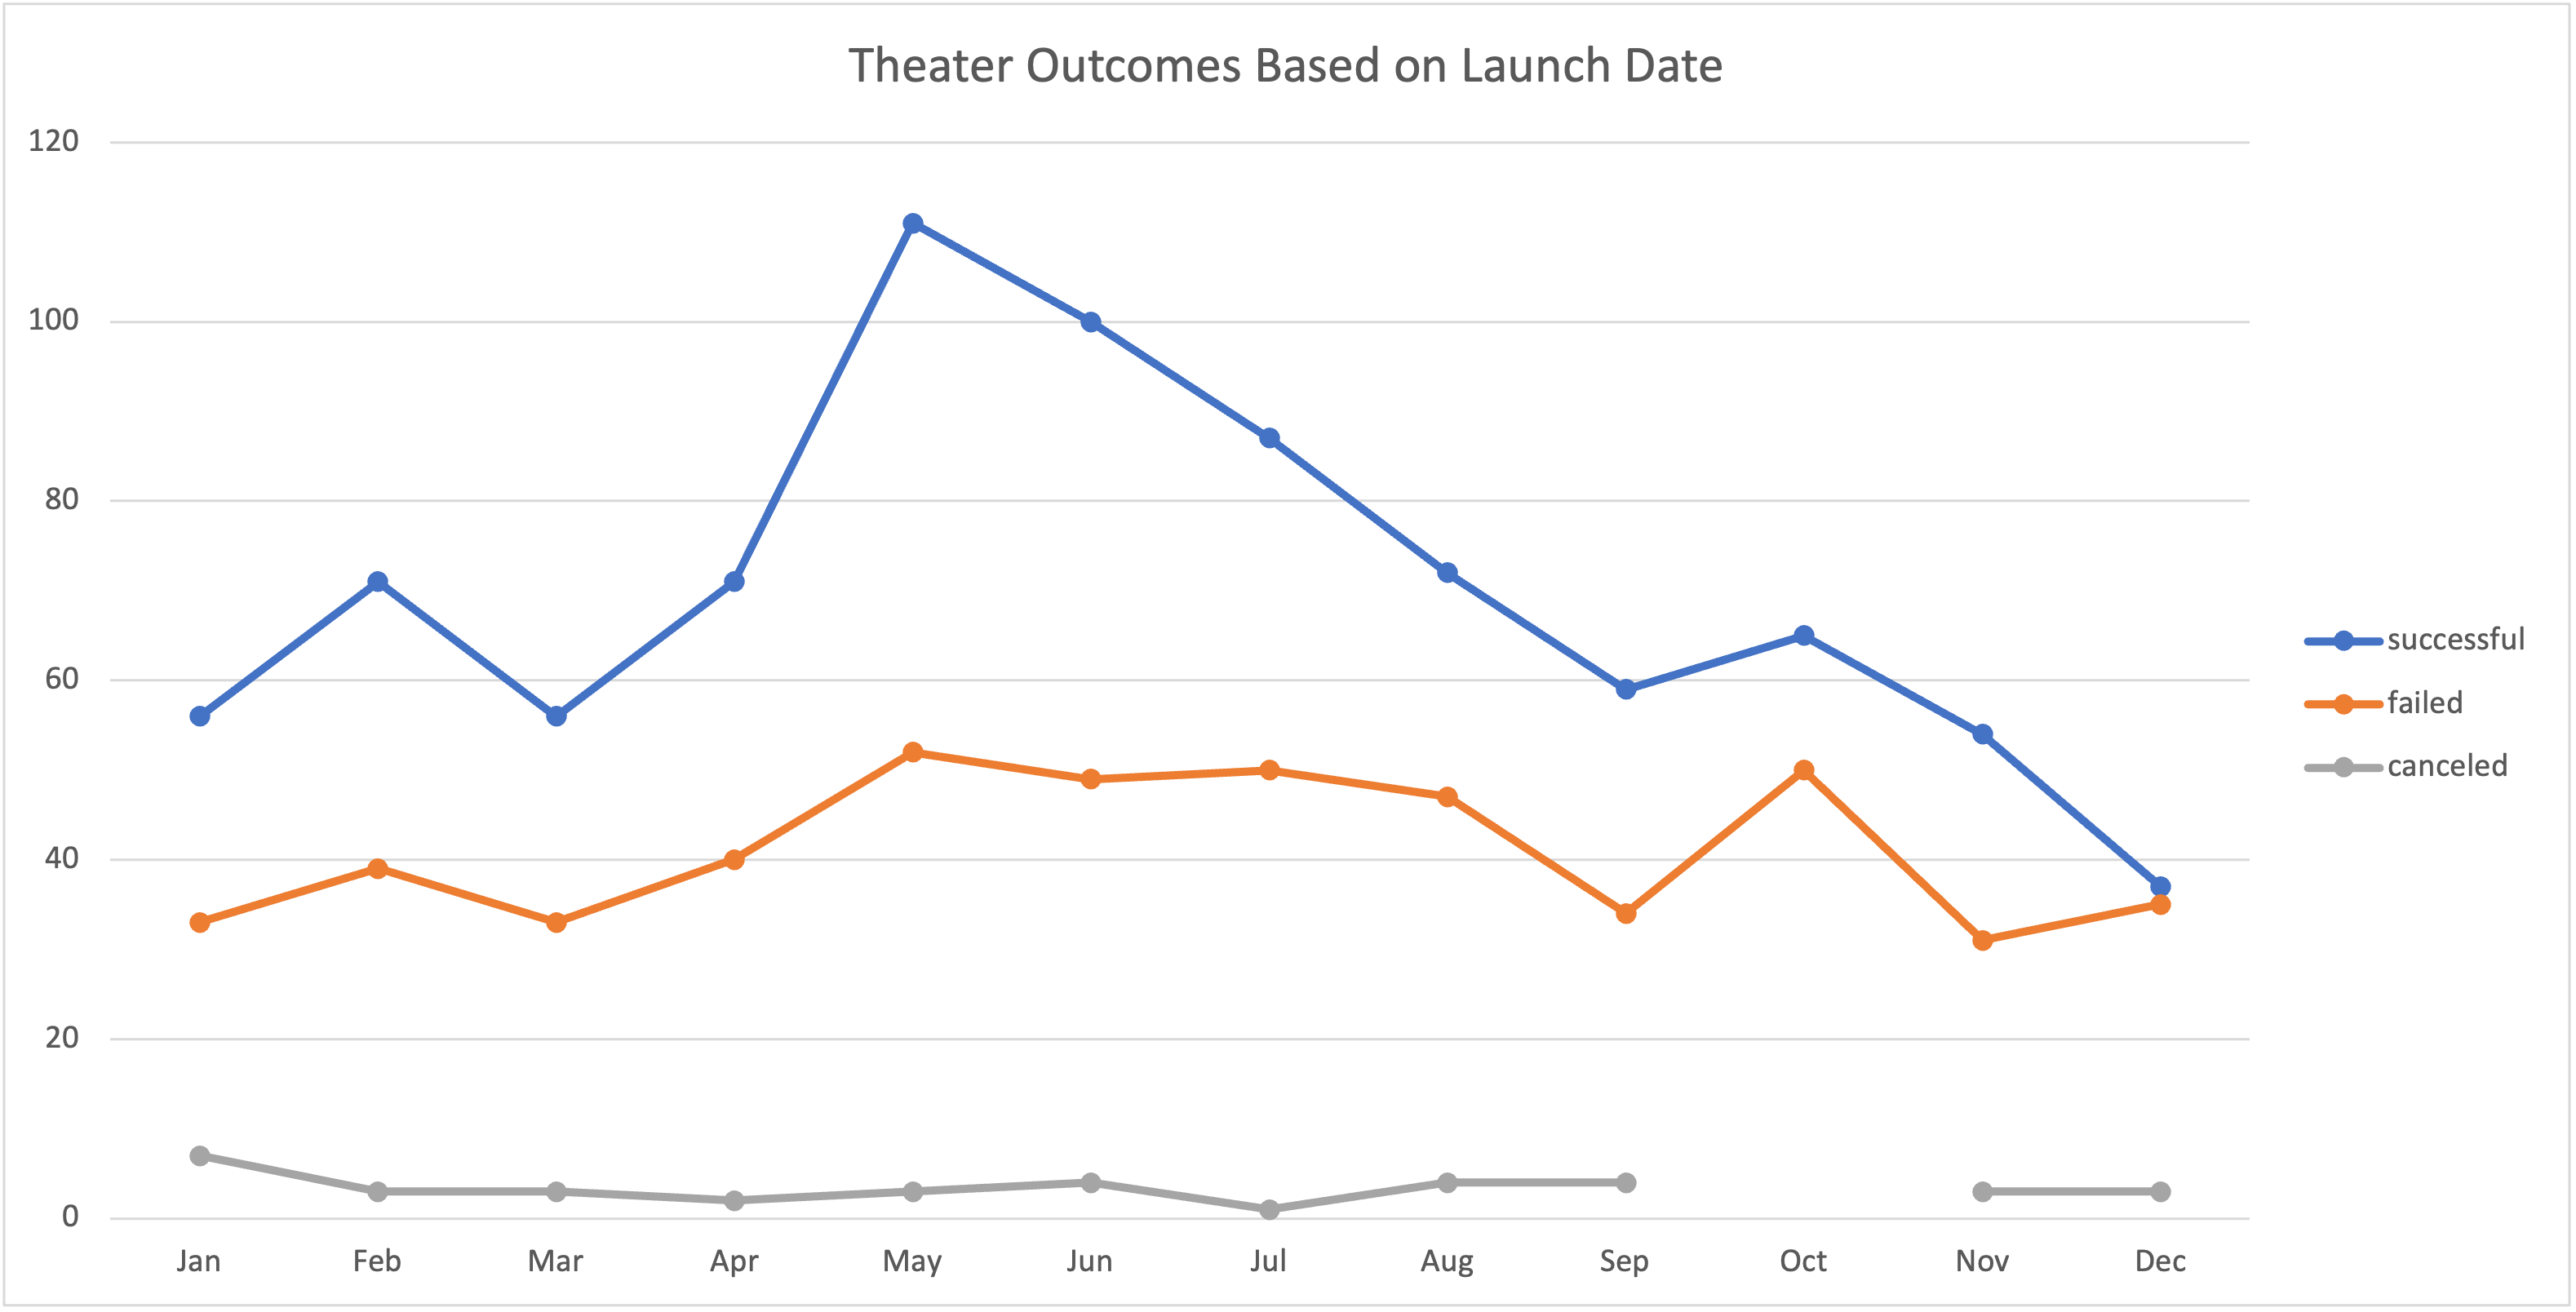 Theater Outcomes Based on Launch Date
120
100
80
60
40
20
0
Jan Feb Mar Apr May Jun Jul Aug Sep Oct Nov Dec
successful
failed
canceled